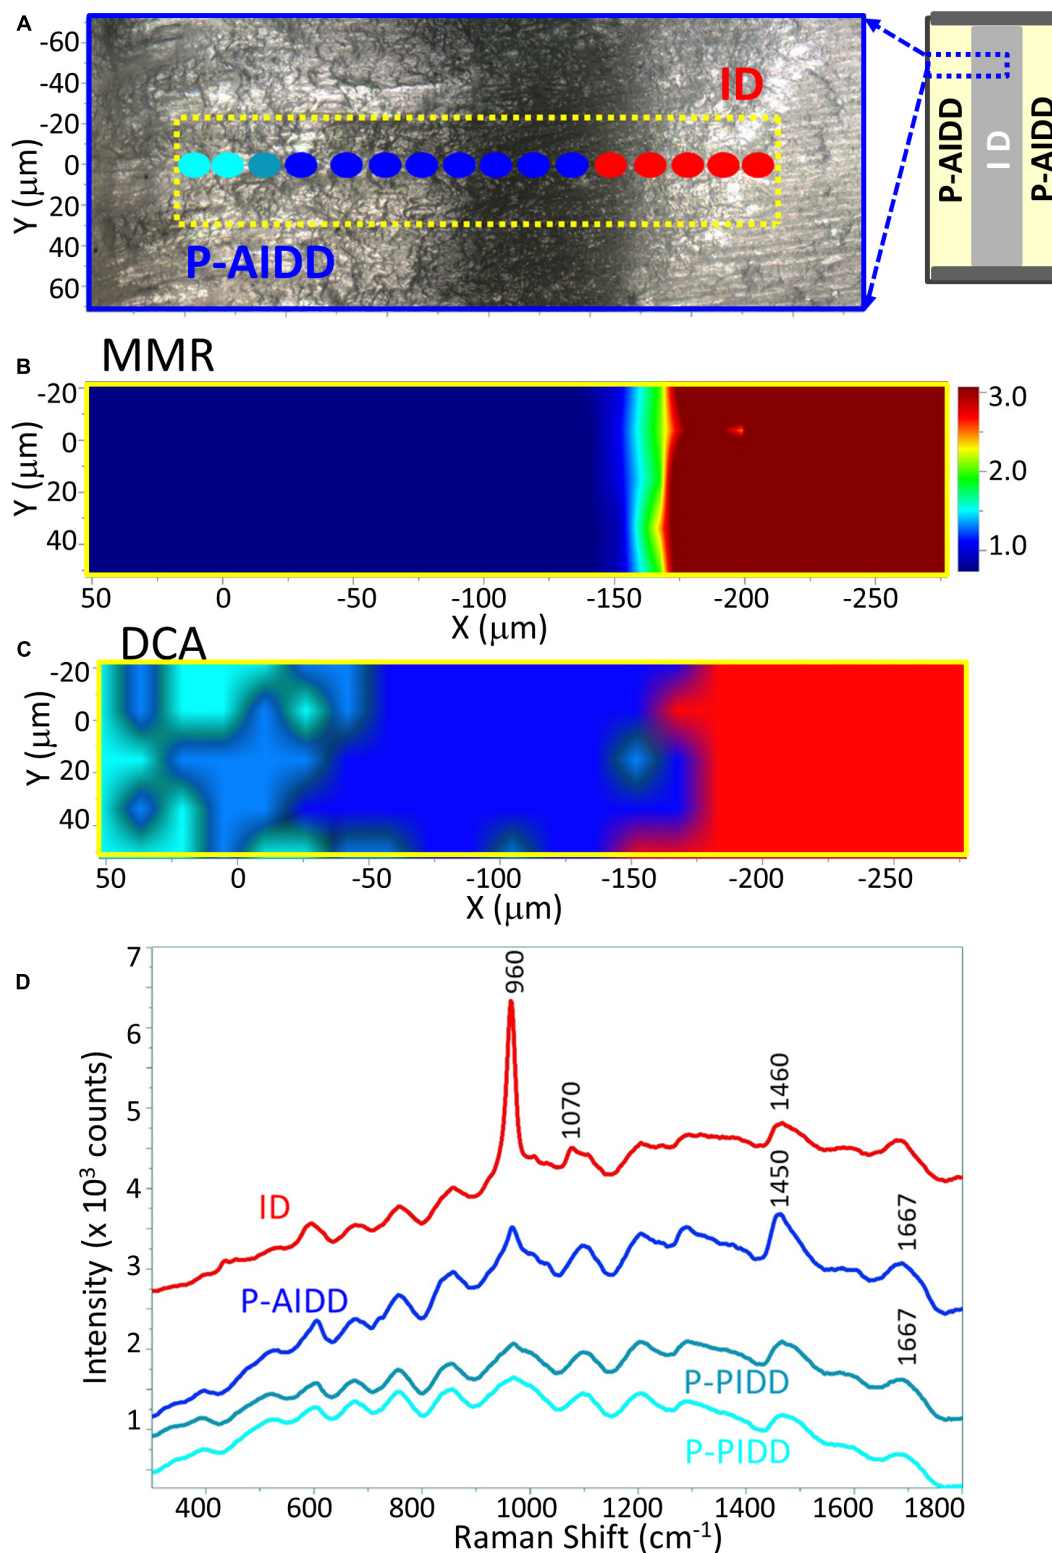 A
-60
-40
-20
0
20
40
60
Y (μm)
ID
P-AIDD
P-AIDD
ID
P-AIDD
B
MMR
-20
0
20
40
Y (μm)
3.0
2.0
1.0
50 0 -50 -100 -150 -200 -250
X (μm)
C
DCA
-20
0
20
40
Y (μm)
50 0 -50 -100 -150 -200 -250
X (μm)
D
7
6
5
4
3
2
1
Intensity (x 10³ counts)
960
1070
1460
1450
1667
1667
ID
P-AIDD
P-PIDD
P-PIDD
400 600 800 1000 1200 1400 1600 1800
Raman Shift (cm⁻¹)